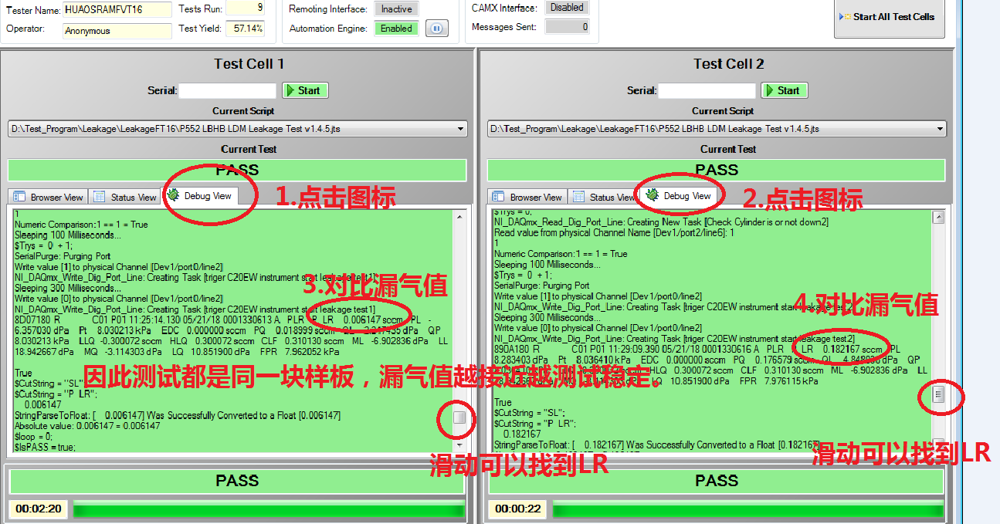 Tester Name: HUAOSRAMFVT16 Tests Run: 9 Remoting Interface: Inactive CAMX Interface: Disabled
Operator: Anonymous Test Yield: 57.14% Automation Engine: Enabled Messages Sent: 0
Start All Test Cells
Test Cell 1
Serial: Start
Current Script
D:\Test_Program\Leakage\LeakageFT16\P552 LBHB LDM Leakage Test v1.4.5.jts
Current Test
PASS
Browser View Status View Debug View
1.点击图标
1
Numeric Comparison:1 == 1 = True
Sleeping 100 Milliseconds...
$Trys = 0 + 1;
SerialPurge: Purging Port
Write value [1] to physical Channel [Dev1/port0/line2]
NI_DAQmx_Write_Dig_Port_Line: Creating Task [triger C20EW instrument start leakage test1]
Sleeping 300 Milliseconds...
3.对比漏气值
Write value [0] to physical Channel [Dev1/port0/line2]
NI_DAQmx_Write_Dig_Port_Line: Creating Task [triger C20EW instrument start leakage test1]
8D07180 R C01 P01 11:25:14.130 05/21/18 0001330613 A PLR P LR 0.006147 sccm PL -
6.357030 dPa Pt 8.030213 kPa EDC 0.000000 sccm PQ 0.018999 sccm QL QP
8.030213 kPa LLQ -0.300072 sccm HLQ 0.300072 sccm CLF 0.310130 sccm ML -6.902836 dPa LL
18.942667 dPa MQ -3.114303 dPa LQ 10.851900 dPa FPR 7.962052 kPa
True
因此测试都是同一块样板，漏气值越接近越测试稳定。
$CutString = "SL";
$CutString = "P LR";
0.006147
StringParseToFloat: [ 0.006147] Was Successfully Converted to a Float [0.006147]
Absolute value: 0.006147 = 0.006147
$loop = 0;
$IsPASS = true;
滑动可以找到LR
PASS
00:02:20
Test Cell 2
Serial: Start
Current Script
D:\Test_Program\Leakage\LeakageFT16\P552 LBHB LDM Leakage Test v1.4.5.jts
Current Test
PASS
Browser View Status View Debug View
2.点击图标
$Trys = 0;
NI_DAQmx_Read_Dig_Port_Line: Creating New Task [Check Cylinder is or not down2]
Read value from physical Channel Name [Dev1/port2/line6]: 1
1
Numeric Comparison:1 == 1 = True
Sleeping 100 Milliseconds...
$Trys = 0 + 1;
SerialPurge: Purging Port
Write value [1] to physical Channel [Dev1/port0/line2]
NI_DAQmx_Write_Dig_Port_Line: Creating Task [triger C20EW instrument start leakage test2]
4.对比漏气值
Sleeping 300 Milliseconds...
Write value [0] to physical Channel [Dev1/port0/line2]
NI_DAQmx_Write_Dig_Port_Line: Creating Task [triger C20EW instrument start leakage test2]
890A180 R C01 P01 11:29:09.390 05/21/18 0001330616 A PLR LR 0.182167 sccm PL
8.283403 dPa Pt 8.036410 kPa EDC 0.000000 sccm PQ 0.176579 sccm QL QP
HLQ 0.300072 sccm CLF 0.310130 sccm ML -6.902836 dPa LL
LQ 10.851900 dPa FPR 7.976115 kPa
True
$CutString = "SL";
$CutString = "P LR";
0.182167
StringParseToFloat: [ 0.182167] Was Successfully Converted to a Float [0.182167]
滑动可以找到LR
PASS
00:00:22